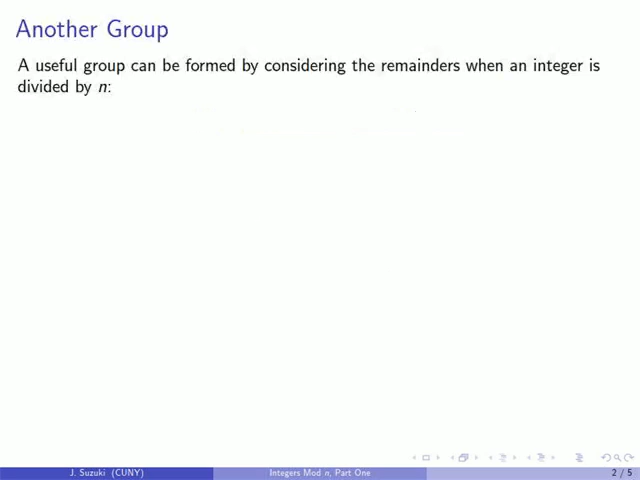 Another Group
A useful group can be formed by considering the remainders when an integer is
divided by n:
J. Suzuki (CUNY)
Integers Mod n, Part One
2 / 5